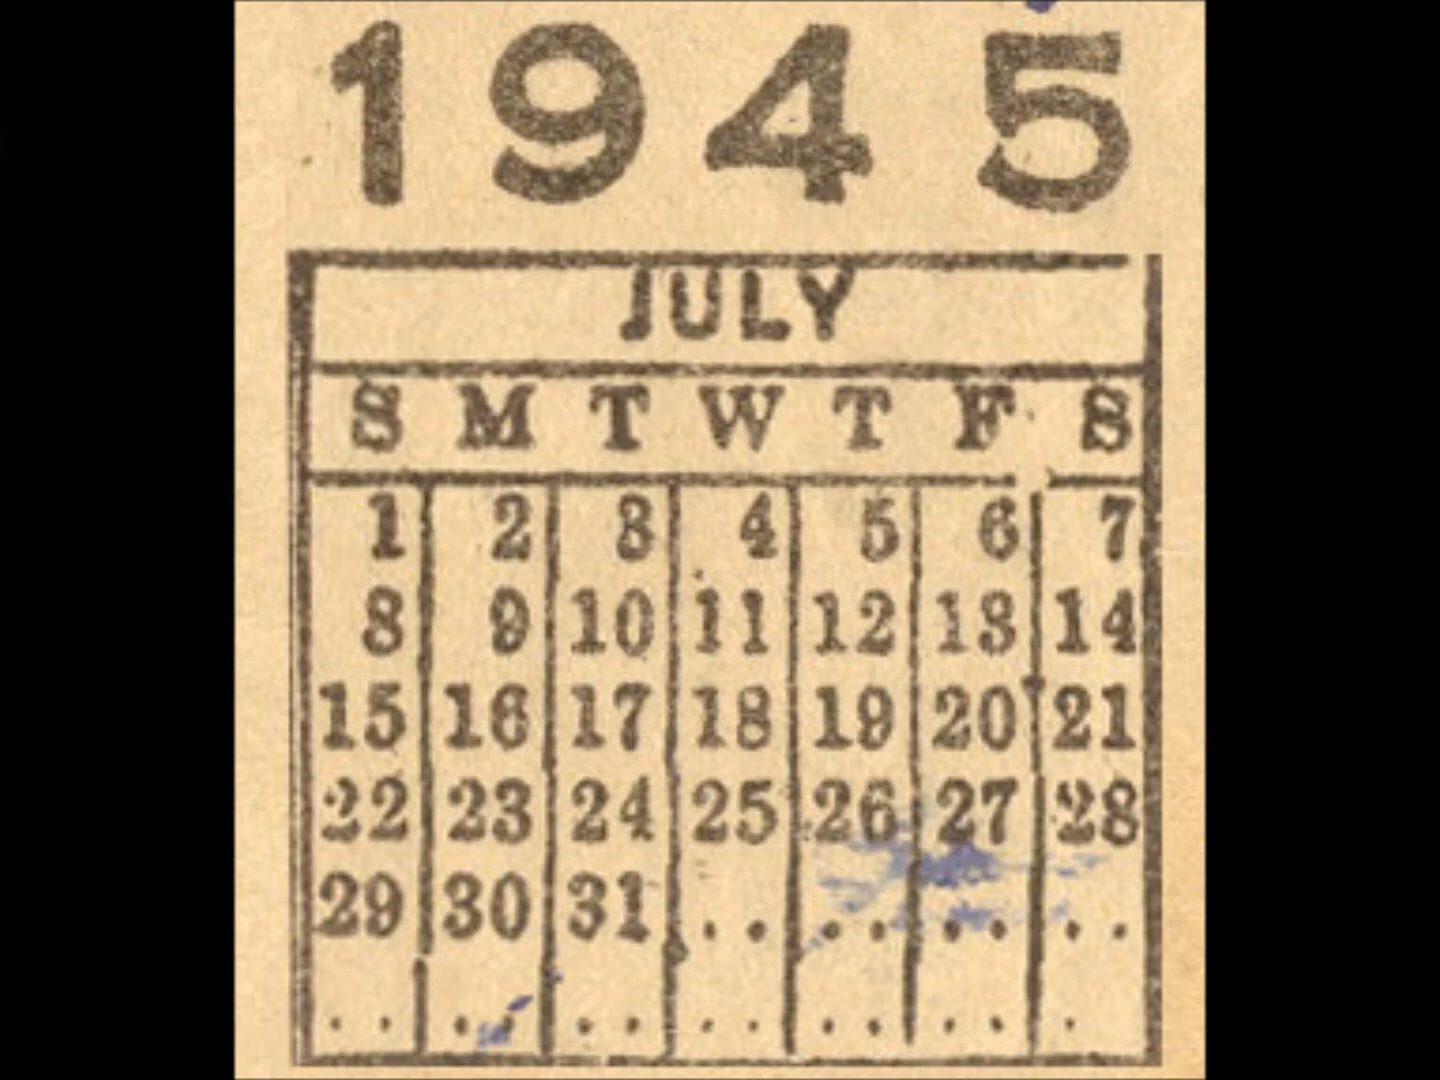 1945
JULY
S M T W T F S
1 2 3 4 5 6 7
8 9 10 11 12 13 14
15 16 17 18 19 20 21
22 23 24 25 26 27 28
29 30 31 . . . . . . . .
. . . . . . . . . . . . .